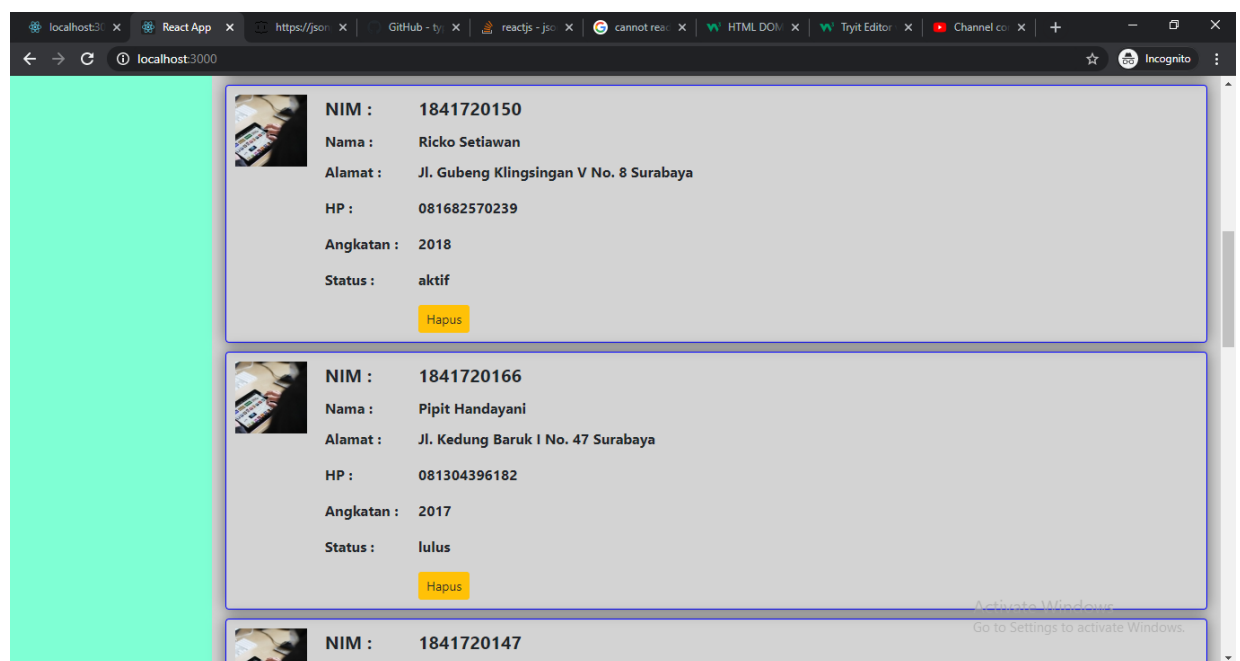 localhost:3
React App
https://json
GitHub - ty
reactjs - jso
cannot read
HTML DOM
Tryit Editor
Channel co
localhost:3000
Incognito
NIM : 1841720150
Nama : Ricko Setiawan
Alamat : Jl. Gubeng Klingsingan V No. 8 Surabaya
HP : 081682570239
Angkatan : 2018
Status : aktif
Hapus
NIM : 1841720166
Nama : Pipit Handayani
Alamat : Jl. Kedung Baruk I No. 47 Surabaya
HP : 081304396182
Angkatan : 2017
Status : lulus
Hapus
Activate Windows
Go to Settings to activate Windows.
NIM : 1841720147